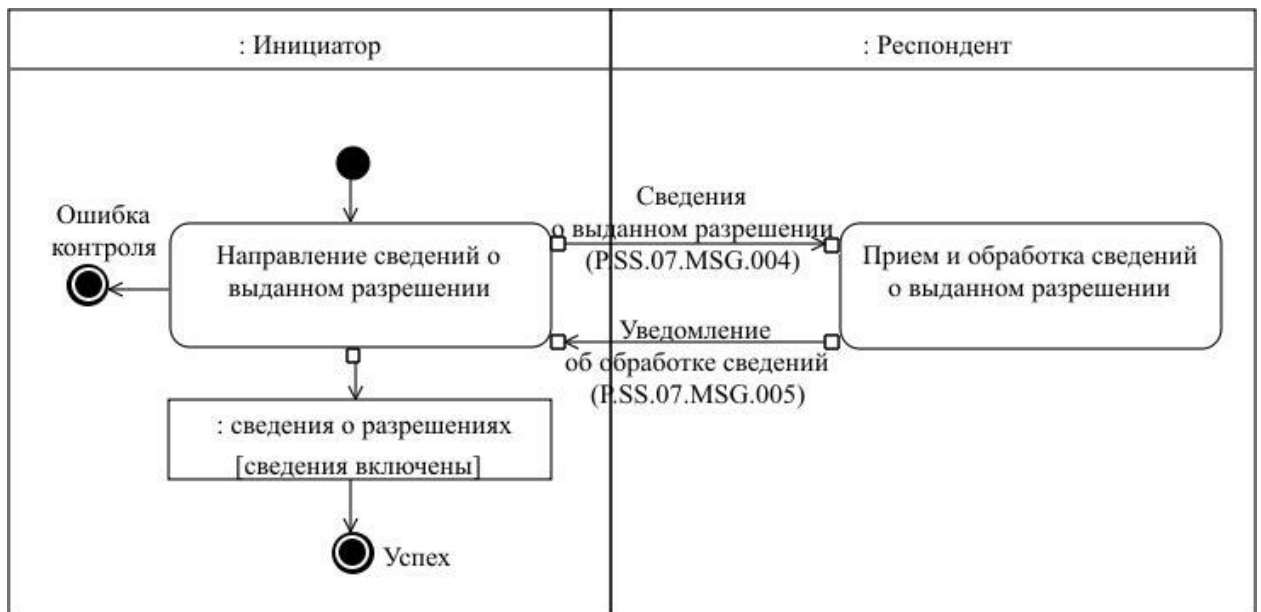 : Инициатор
: Респондент
Ошибка
контроля
Направление сведений о
выданном разрешении
Сведения
о выданном разрешении
(P.SS.07.MSG.004)
Прием и обработка сведений
о выданном разрешении
Уведомление
об обработке сведений
(P.SS.07.MSG.005)
: сведения о разрешениях
[сведения включены]
Успех